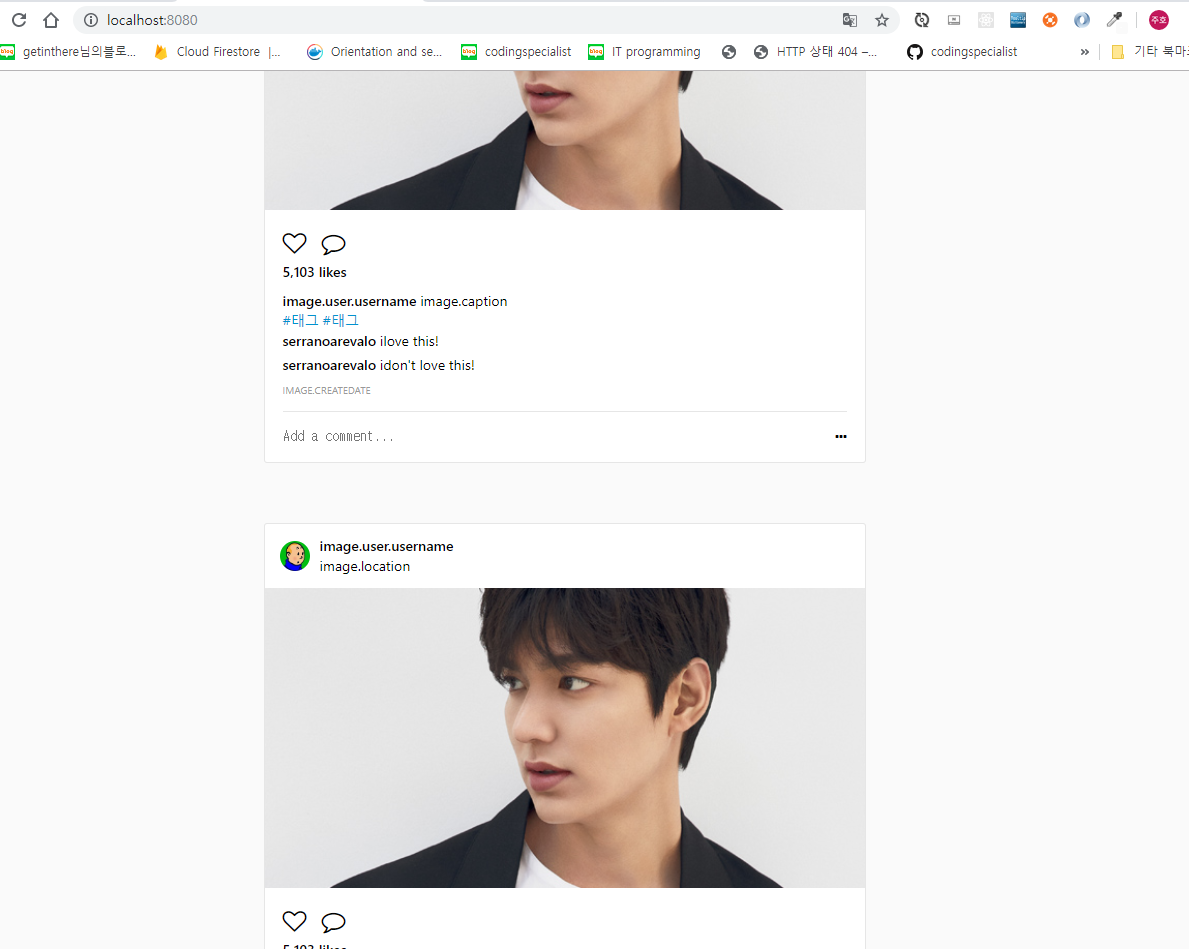 localhost:8080
주호
blog getinthere님의블로... Cloud Firestore |... Orientation and se... blog codingspecialist blog IT programming HTTP 상태 404 –... codingspecialist » 기타 북마
5,103 likes
image.user.username image.caption
#태그 #태그
serranoarevalo ilove this!
serranoarevalo idon't love this!
IMAGE.CREATEDATE
Add a comment...
image.user.username
image.location
5,103 likes